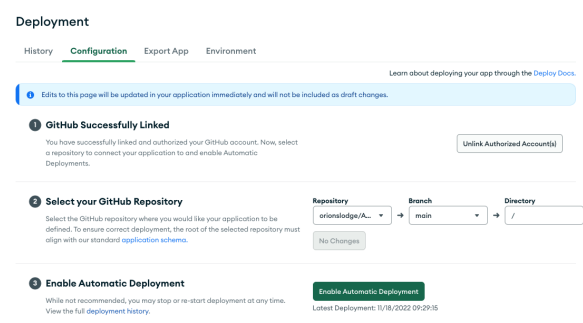 Deployment
History Configuration Export App Environment
Learn about deploying your app through the Deploy Docs.
Edits to this page will be updated in your application immediately and will not be included as draft changes.
1 GitHub Successfully Linked
You have successfully linked and authorized your GitHub account. Now, select
a repository to connect your application to and enable Automatic
Deployments.
Unlink Authorized Account(s)
2 Select your GitHub Repository
Select the GitHub repository where you would like your application to be
defined. To ensure correct deployment, the root of the selected repository must
align with our standard application schema.
Repository Branch Directory
orionslodge/A... main /
No Changes
3 Enable Automatic Deployment
While not recommended, you may stop or re-start deployment at any time.
View the full deployment history.
Enable Automatic Deployment
Latest Deployment: 11/18/2022 09:29:15